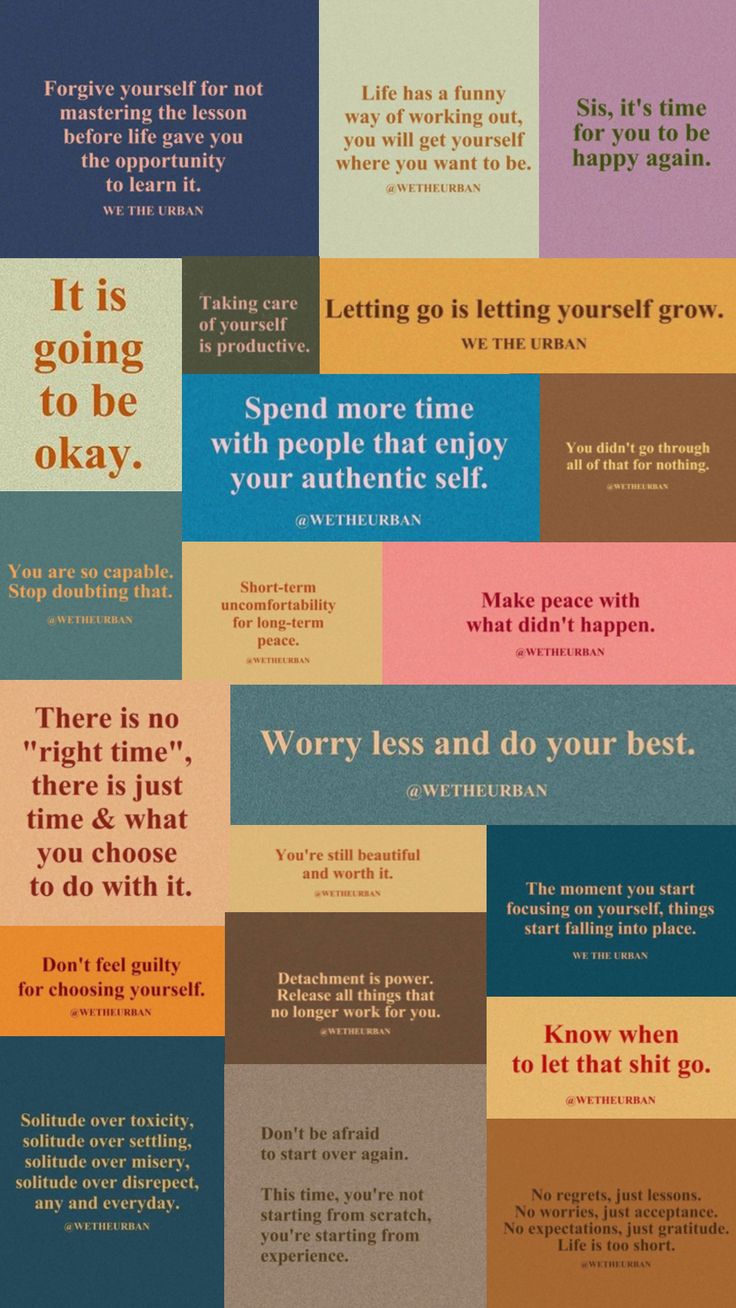 Forgive yourself for not
mastering the lesson
before life gave you
the opportunity
to learn it.
WE THE URBAN
Life has a funny
way of working out,
you will get yourself
where you want to be.
@WETHEURBAN
Sis, it's time
for you to be
happy again.
It is
going
to be
okay.
Taking care
of yourself
is productive.
Letting go is letting yourself grow.
WE THE URBAN
Spend more time
with people that enjoy
your authentic self.
@WETHEURBAN
You didn't go through
all of that for nothing.
@WETHEURBAN
You are so capable.
Stop doubting that.
@WETHEURBAN
Short-term
uncomfortability
for long-term
peace.
@WETHEURBAN
Make peace with
what didn't happen.
@WETHEURBAN
There is no
"right time",
there is just
time & what
you choose
to do with it.
Worry less and do your best.
@WETHEURBAN
You're still beautiful
and worth it.
@WETHEURBAN
The moment you start
focusing on yourself, things
start falling into place.
WE THE URBAN
Don't feel guilty
for choosing yourself.
@WETHEURBAN
Detachment is power.
Release all things that
no longer work for you.
@WETHEURBAN
Know when
to let that shit go.
@WETHEURBAN
Solitude over toxicity,
solitude over settling,
solitude over misery,
solitude over disrepect,
any and everyday.
@WETHEURBAN
Don't be afraid
to start over again.
This time, you're not
starting from scratch,
you're starting from
experience.
No regrets, just lessons.
No worries, just acceptance.
No expectations, just gratitude.
Life is too short.
@WETHEURBAN